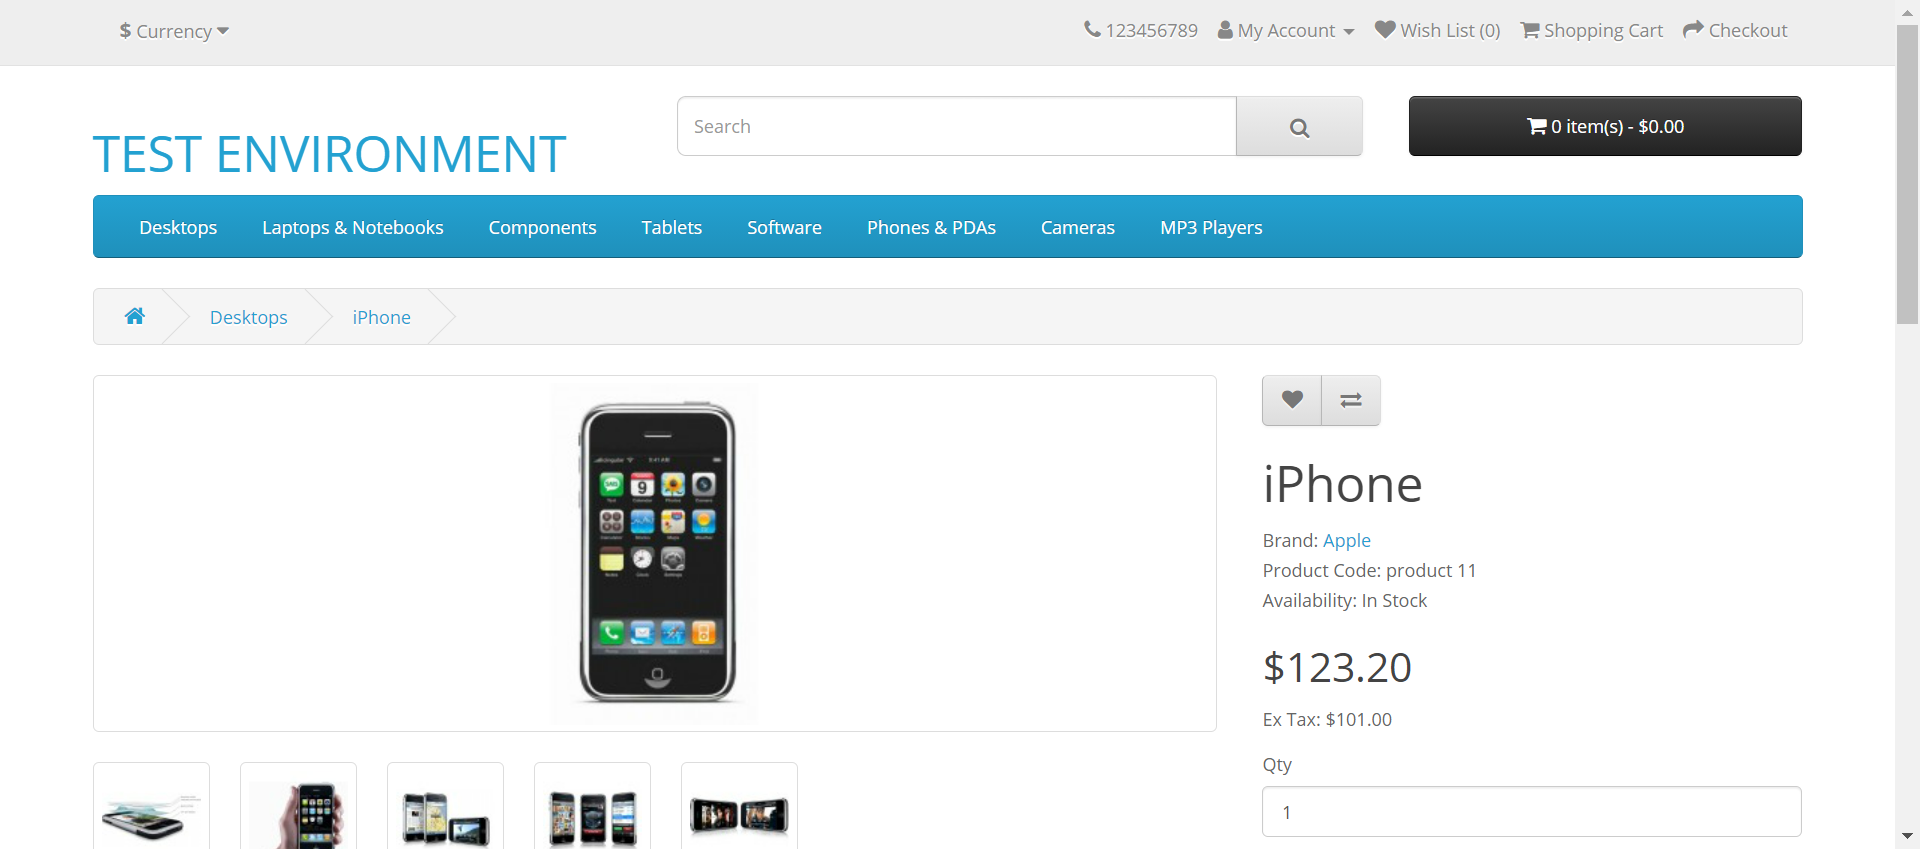 $ Currency
123456789 My Account Wish List (0) Shopping Cart Checkout
TEST ENVIRONMENT
Search
0 item(s) - $0.00
Desktops Laptops & Notebooks Components Tablets Software Phones & PDAs Cameras MP3 Players
Desktops iPhone
iPhone
Brand: Apple
Product Code: product 11
Availability: In Stock
$123.20
Ex Tax: $101.00
Qty
1